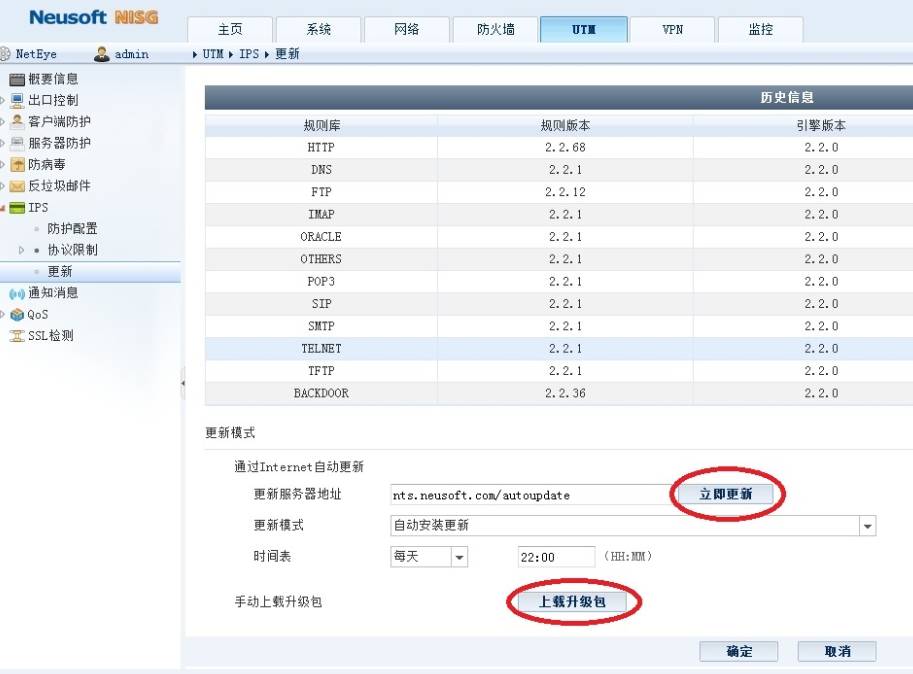 Neusoft NISG
主页 系统 网络 防火墙 UTM VPN 监控
NetEye admin UTM IPS 更新
概要信息
出口控制
客户端防护
服务器防护
防病毒
反垃圾邮件
IPS
防护配置
协议限制
更新
通知消息
QoS
SSL检测
历史信息
规则库 规则版本 引擎版本
HTTP 2.2.68 2.2.0
DNS 2.2.1 2.2.0
FTP 2.2.12 2.2.0
IMAP 2.2.1 2.2.0
ORACLE 2.2.1 2.2.0
OTHERS 2.2.1 2.2.0
POP3 2.2.1 2.2.0
SIP 2.2.1 2.2.0
SMTP 2.2.1 2.2.0
TELNET 2.2.1 2.2.0
TFTP 2.2.1 2.2.0
BACKDOOR 2.2.36 2.2.0
更新模式
通过Internet自动更新
更新服务器地址 nts.neusoft.com/autoupdate 立即更新
更新模式 自动安装更新
时间表 每天 22:00 (HH:MM)
手动上载升级包 上载升级包
确定 取消